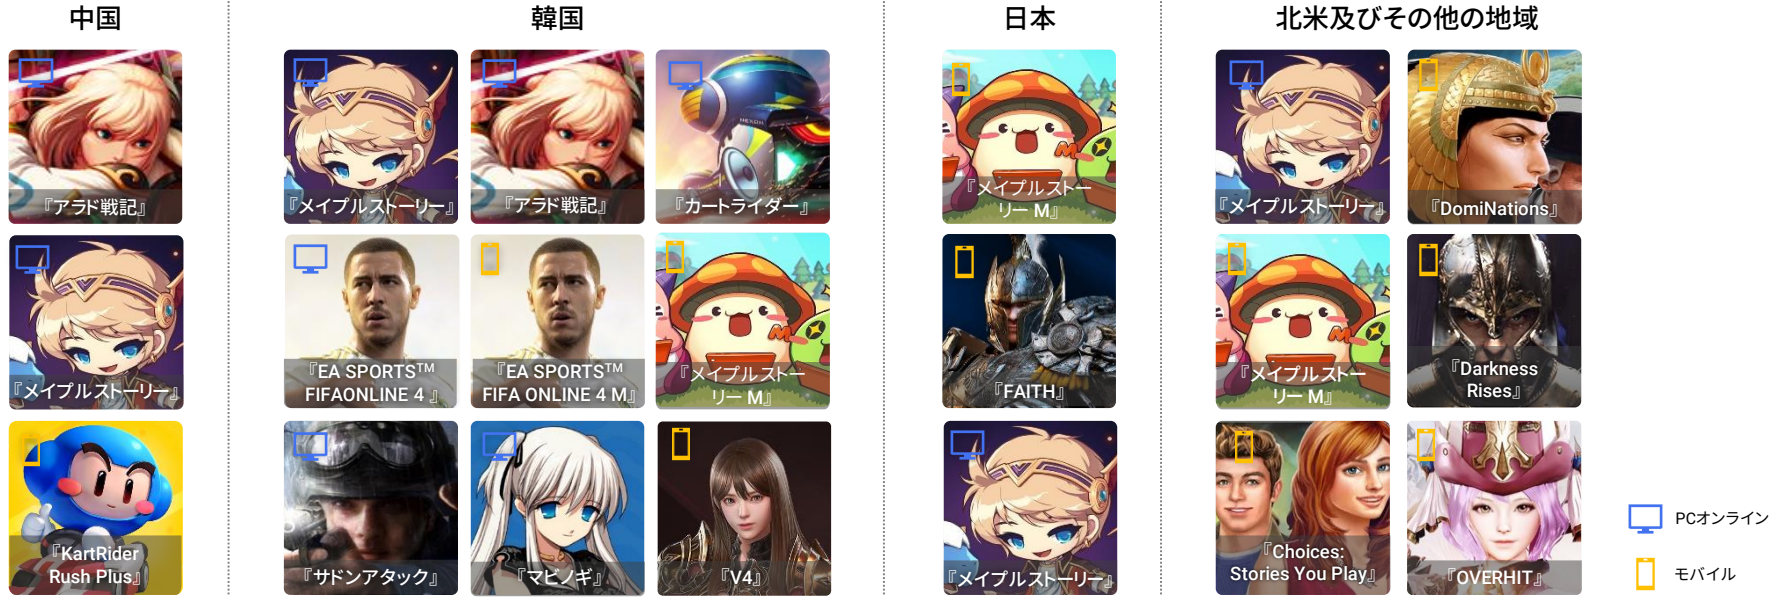 中国
『アラド戦記』
『メイプルストーリー』
『KartRider
Rush Plus』
韓国
『メイプルストーリー』
『アラド戦記』
NEXON
『カートライダー』
『EA SPORTS™
FIFAONLINE 4 』
『EA SPORTS™
FIFA ONLINE 4 M』
『メイプルストー
リー M』
『サドンアタック』
『マビノギ』
『V4』
日本
『メイプルストー
リー M』
『FAITH』
『メイプルストーリー』
北米及びその他の地域
『メイプルストーリー』
『DomiNations』
『メイプルストー
リー M』
『Darkness
Rises』
『Choices:
Stories You Play』
『OVERHIT』
PCオンライン
モバイル